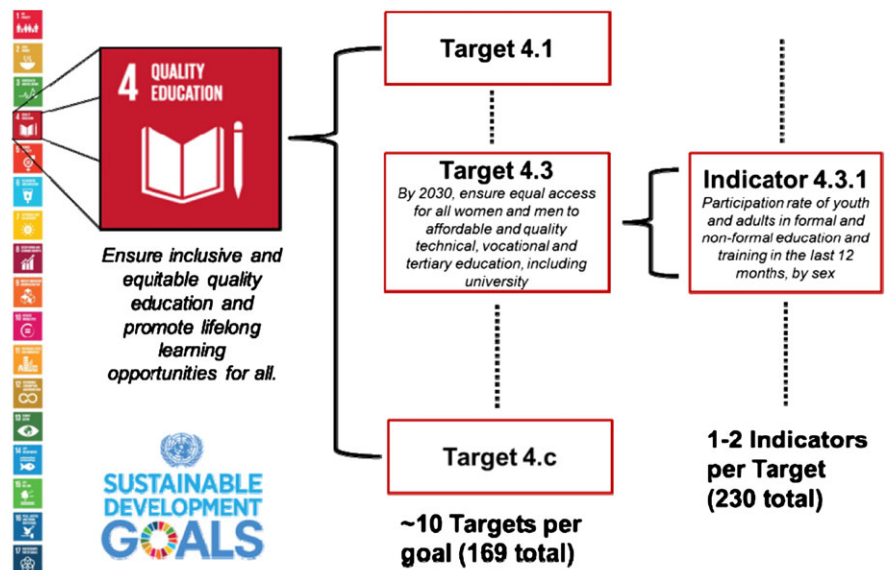 4 QUALITY
EDUCATION
Ensure inclusive and
equitable quality
education and
promote lifelong
learning
opportunities for all.
SUSTAINABLE
DEVELOPMENT
GOALS
Target 4.1
Target 4.3
By 2030, ensure equal access
for all women and men to
affordable and quality
technical, vocational and
tertiary education, including
university
Target 4.c
~10 Targets per
goal (169 total)
Indicator 4.3.1
Participation rate of youth
and adults in formal and
non-formal education and
training in the last 12
months, by sex
1-2 Indicators
per Target
(230 total)